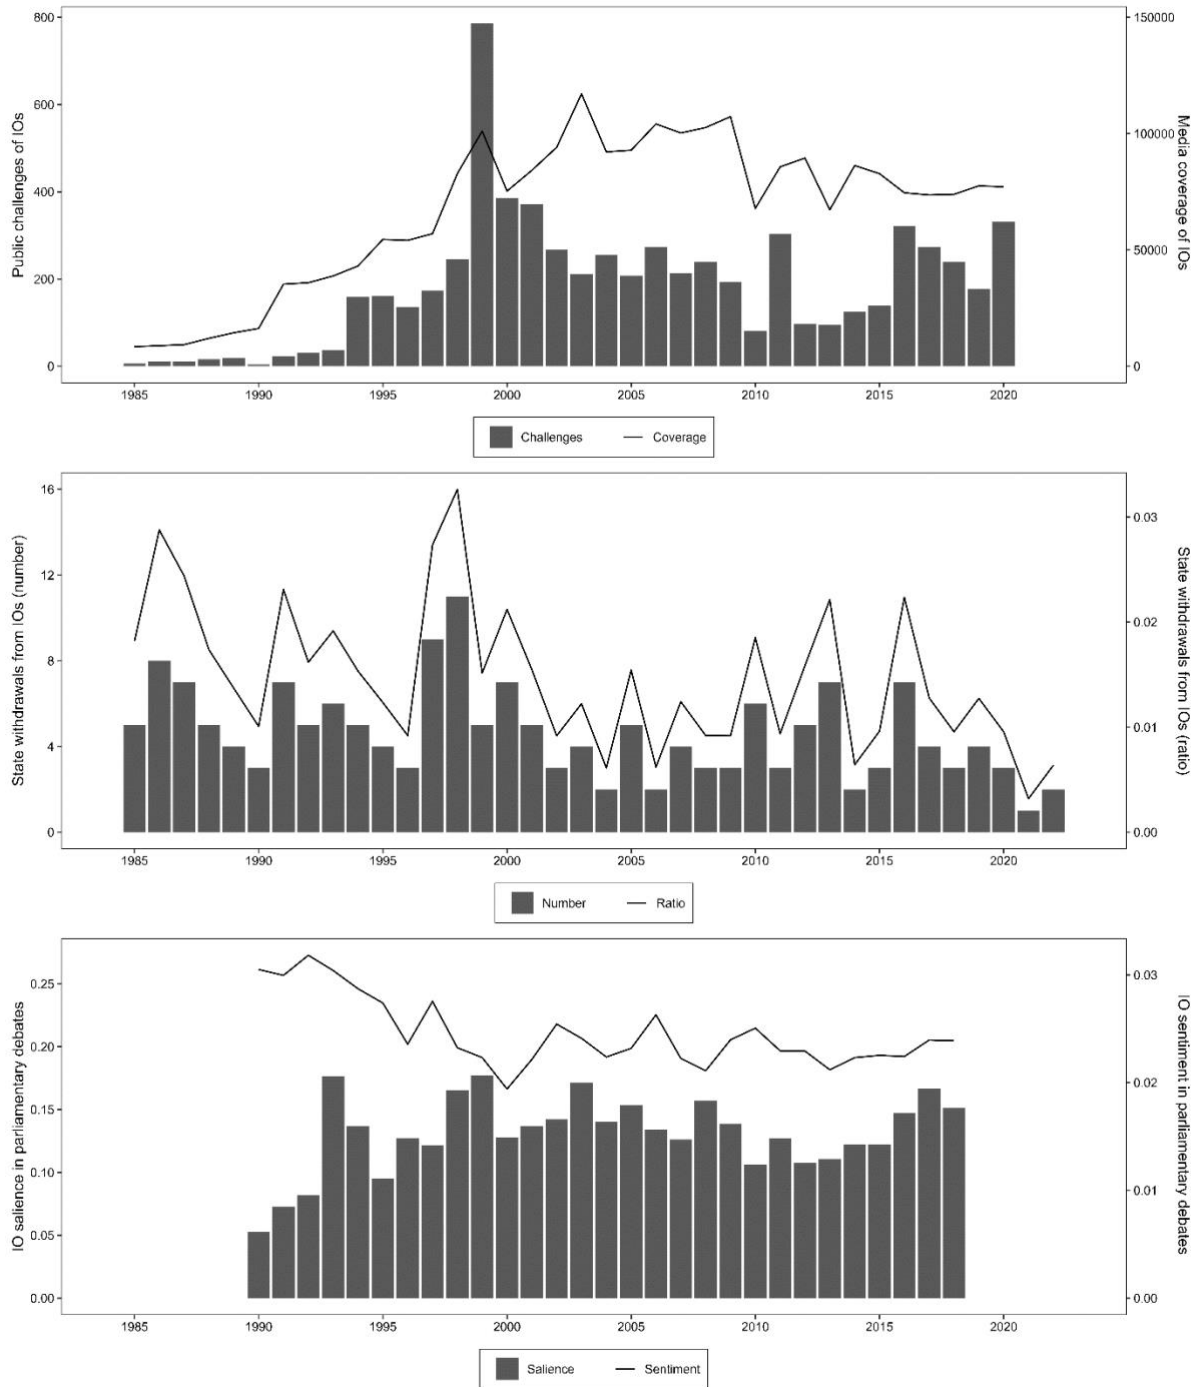 Public challenges of IOs
800
600
400
200
0
150000
100000
50000
0
Media coverage of IOs
1985 1990 1995 2000 2005 2010 2015 2020
Challenges Coverage
State withdrawals from IOs (number)
16
12
8
4
0
0.03
0.02
0.01
0.00
State withdrawals from IOs (ratio)
1985 1990 1995 2000 2005 2010 2015 2020
Number Ratio
IO salience in parliamentary debates
0.25
0.20
0.15
0.10
0.05
0.00
0.03
0.02
0.01
0.00
IO sentiment in parliamentary debates
1985 1990 1995 2000 2005 2010 2015 2020
Salience Sentiment